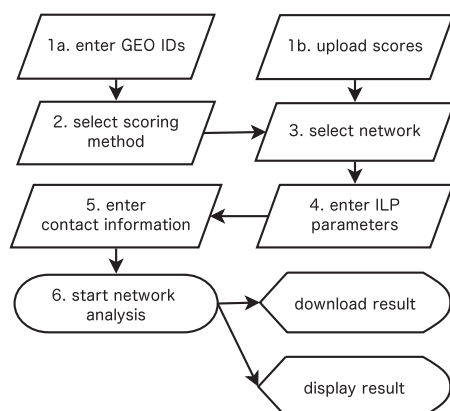 1a. enter GEO IDs
1b. upload scores
2. select scoring
method
3. select network
5. enter
contact information
4. enter ILP
parameters
6. start network
analysis
download result
display result